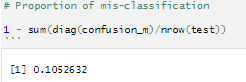 # Proportion of mis-classification
1 - sum(diag(confusion_m)/nrow(test))
```
[1] 0.1052632